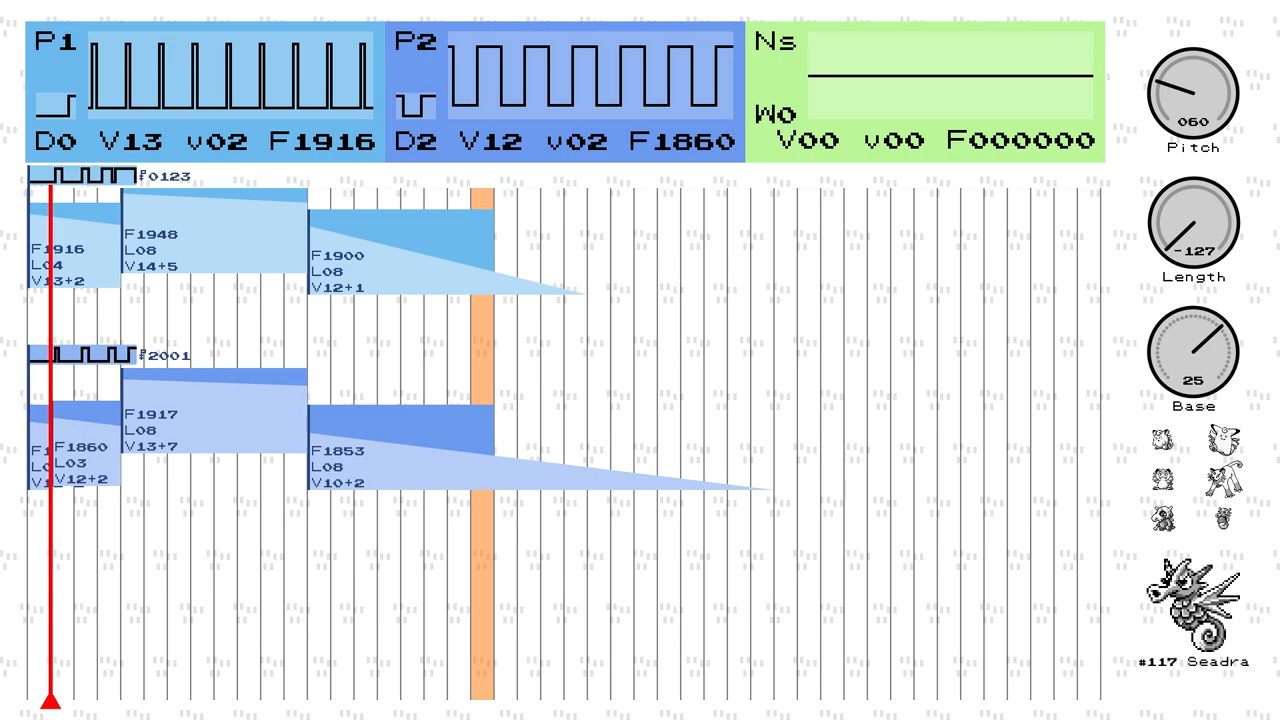 P1
D0 V13 v02 F1916
P2
D2 V12 v02 F1860
Ns
Wo
V00 v00 F000000
060
Pitch
-127
Length
25
Base
#117 Seadra
F1916
L04
V13+2
F1948
L08
V14+5
F1900
L08
V12+1
F1860
L03
V12+2
F1917
L08
V13+7
F1853
L08
V10+2